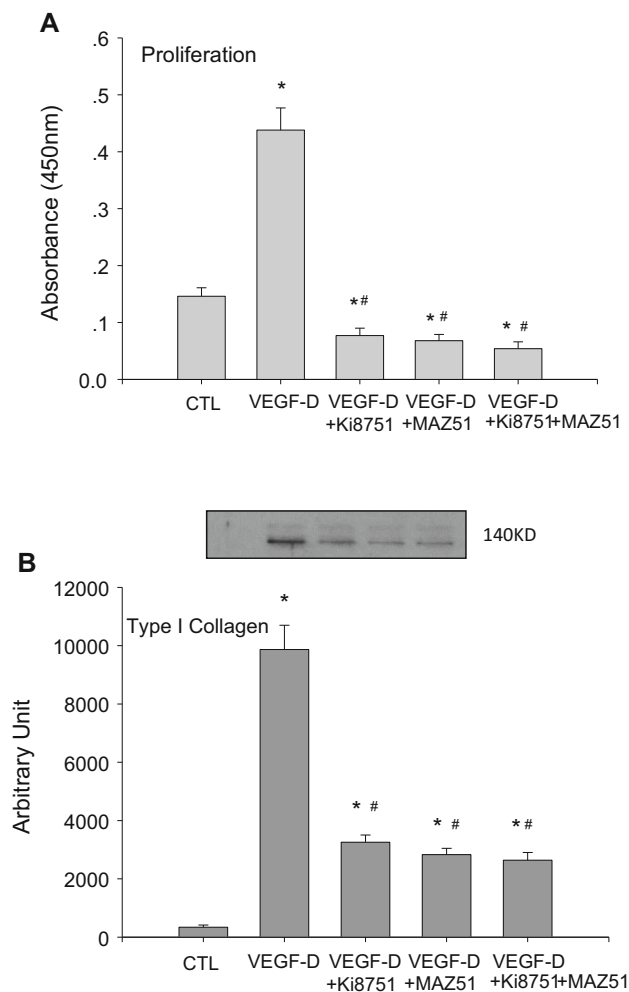 A
Proliferation
Absorbance (450nm)
.6
.5
.4
.3
.2
.1
0.0
*
*#
* #
* #
CTL
VEGF-D
VEGF-D
+Ki8751
VEGF-D
+MAZ51
VEGF-D
+Ki8751+MAZ51
140KD
B
Type I Collagen
Arbitrary Unit
12000
10000
8000
6000
4000
2000
0
*
* #
* #
*#
CTL
VEGF-D
VEGF-D
+Ki8751
VEGF-D
+MAZ51
VEGF-D
+Ki8751+MAZ51